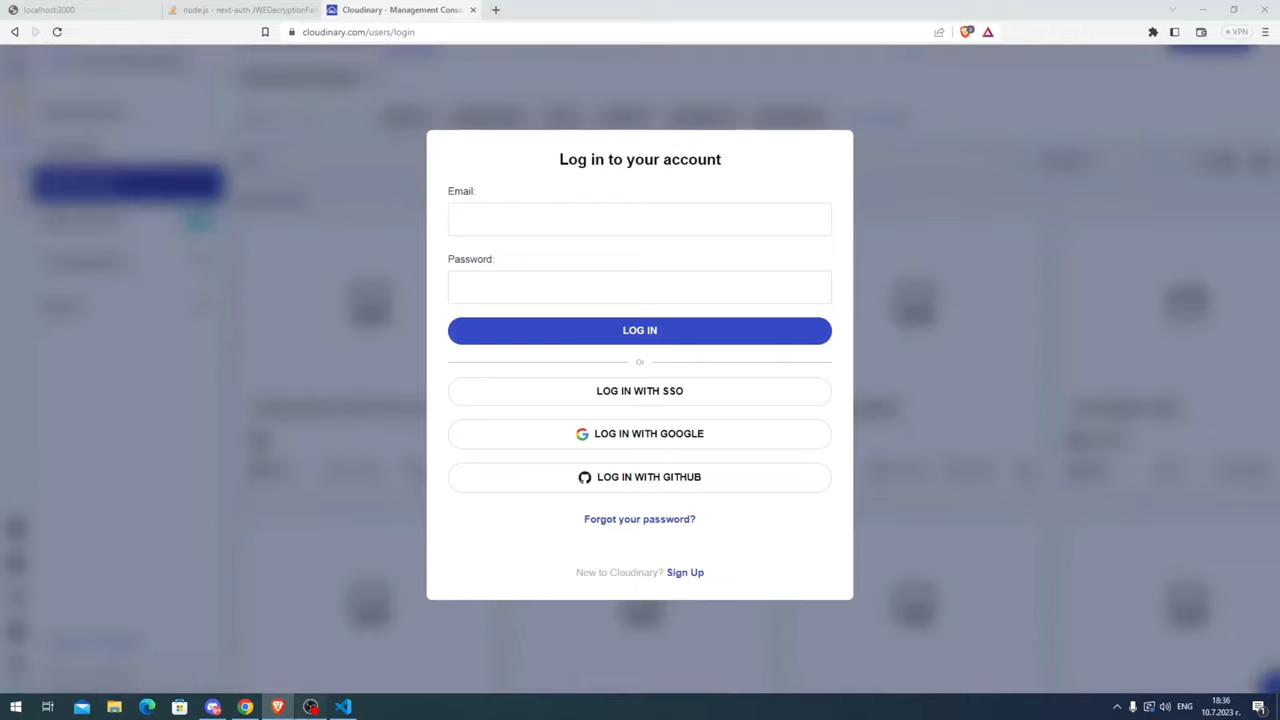 localhost:3000
node.js - next-auth JWEDecryptionFai
Cloudinary - Management Conso
cloudinary.com/users/login
VPN
Log in to your account
Email:
Password:
LOG IN
Or
LOG IN WITH SSO
LOG IN WITH GOOGLE
LOG IN WITH GITHUB
Forgot your password?
New to Cloudinary? Sign Up
ENG
18:36
10.7.2023 г.